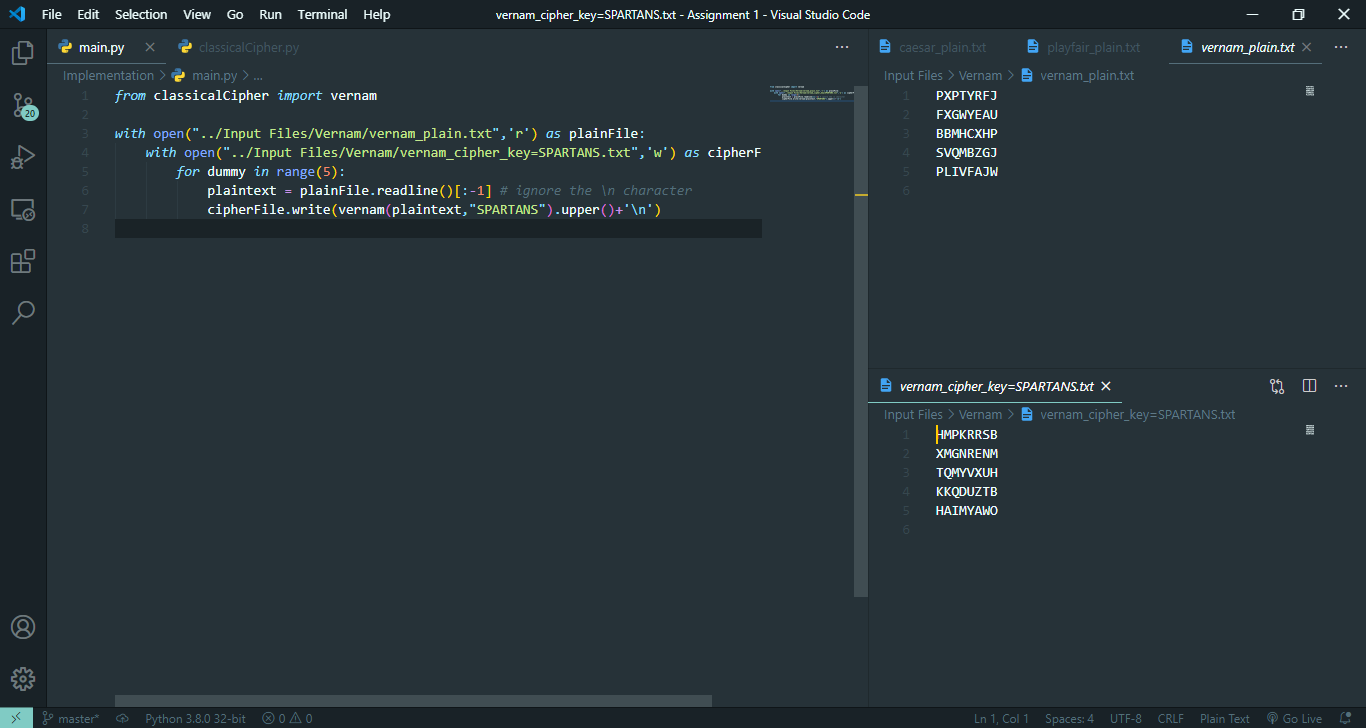 File Edit Selection View Go Run Terminal Help vernam_cipher_key=SPARTANS.txt - Assignment 1 - Visual Studio Code
main.py classicalCipher.py
Implementation > main.py > ...
1 from classicalCipher import vernam
2
3 with open("../Input Files/Vernam/vernam_plain.txt",'r') as plainFile:
4 with open("../Input Files/Vernam/vernam_cipher_key=SPARTANS.txt",'w') as cipherF
5 for dummy in range(5):
6 plaintext = plainFile.readline()[:-1] # ignore the \n character
7 cipherFile.write(vernam(plaintext,"SPARTANS").upper()+'\n')
8
20
caesar_plain.txt playfair_plain.txt vernam_plain.txt
Input Files > Vernam > vernam_plain.txt
1 PXPTYRFJ
2 FXGWYEAU
3 BBMHCXHP
4 SVQMBZGJ
5 PLIVFAJW
6
vernam_cipher_key=SPARTANS.txt
Input Files > Vernam > vernam_cipher_key=SPARTANS.txt
1 HMPKRRSB
2 XMGNRENM
3 TQMYVXUH
4 KKQDUZTB
5 HAIMYAWO
6
master* Python 3.8.0 32-bit 0 0 Ln 1, Col 1 Spaces: 4 UTF-8 CRLF Plain Text Go Live